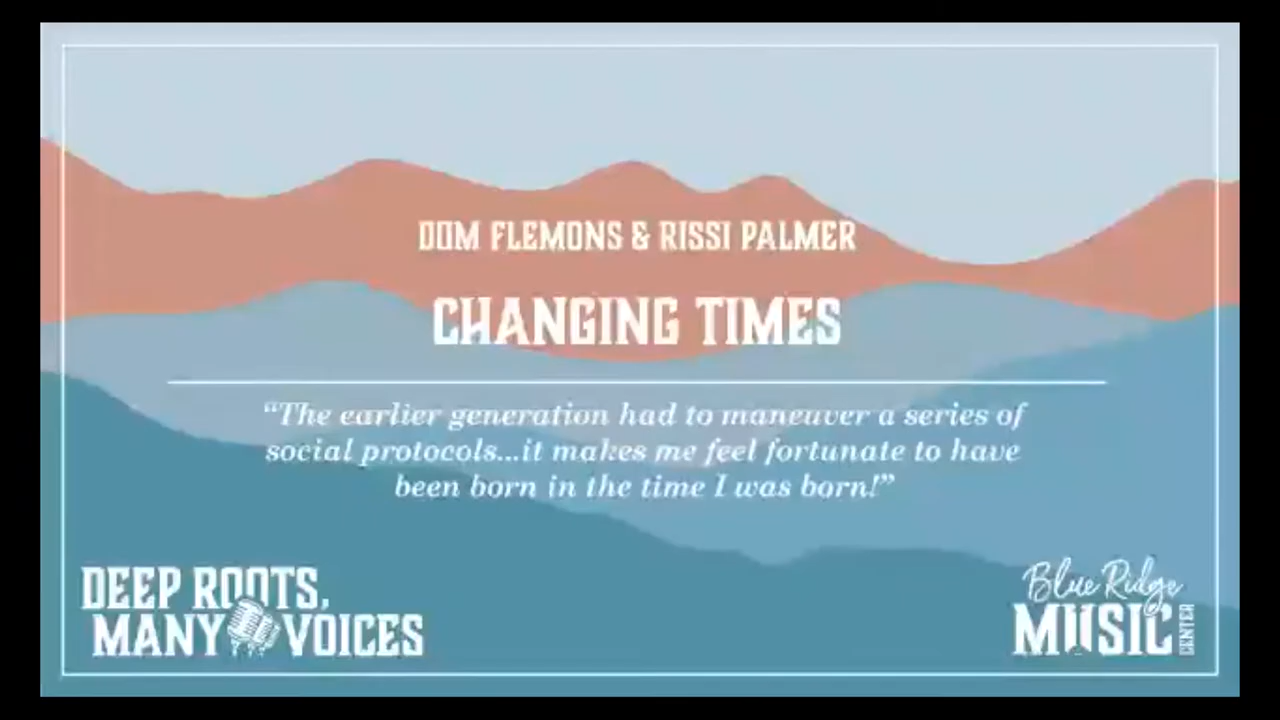 DOM FLEMONS & RISSI PALMER
CHANGING TIMES
“The earlier generation had to maneuver a series of
social protocols...it makes me feel fortunate to have
been born in the time I was born!”
DEEP ROOTS,
MANY VOICES
Blue Ridge
MUSIC
CENTER